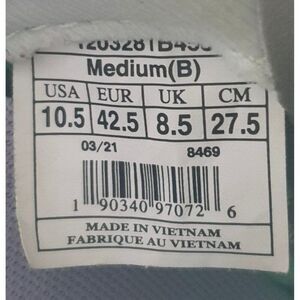 Medium(B)
USA EUR UK CM
10.5 42.5 8.5 27.5
03/21 8469
1 90340 97072 6
MADE IN VIETNAM
FABRIQUE AU VIETNAM